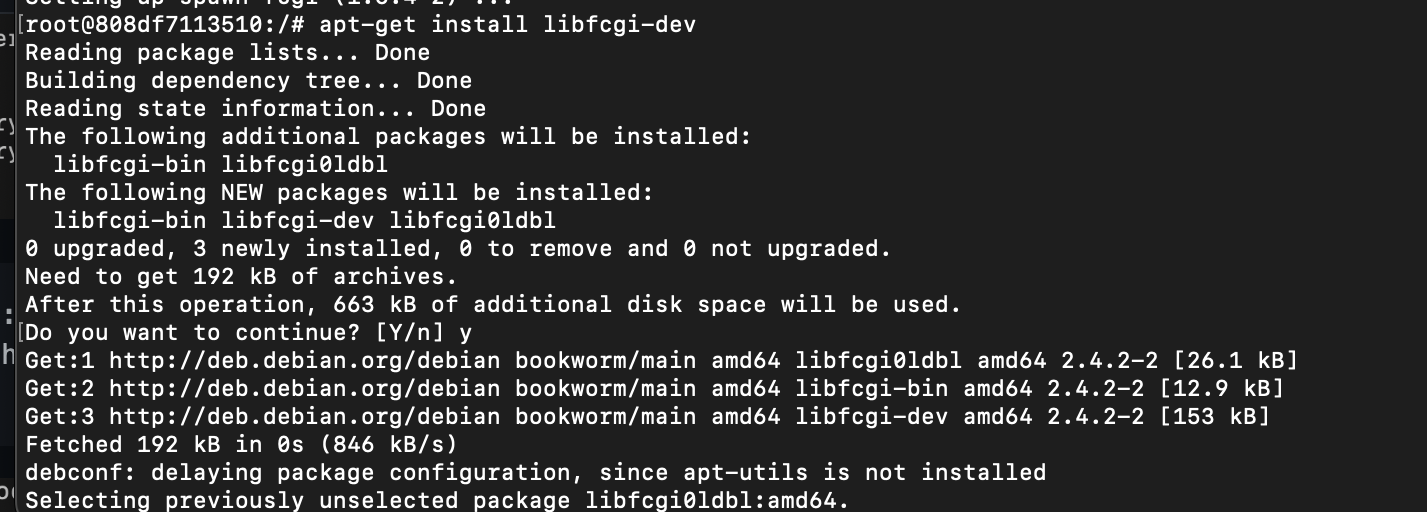 [root@808df7113510:/# apt-get install libfcgi-dev
Reading package lists... Done
Building dependency tree... Done
Reading state information... Done
The following additional packages will be installed:
  libfcgi-bin libfcgi0ldbl
The following NEW packages will be installed:
  libfcgi-bin libfcgi-dev libfcgi0ldbl
0 upgraded, 3 newly installed, 0 to remove and 0 not upgraded.
Need to get 192 kB of archives.
After this operation, 663 kB of additional disk space will be used.
[Do you want to continue? [Y/n] y
Get:1 http://deb.debian.org/debian bookworm/main amd64 libfcgi0ldbl amd64 2.4.2-2 [26.1 kB]
Get:2 http://deb.debian.org/debian bookworm/main amd64 libfcgi-bin amd64 2.4.2-2 [12.9 kB]
Get:3 http://deb.debian.org/debian bookworm/main amd64 libfcgi-dev amd64 2.4.2-2 [153 kB]
Fetched 192 kB in 0s (846 kB/s)
debconf: delaying package configuration, since apt-utils is not installed
Selecting previously unselected package libfcgi0ldbl:amd64.